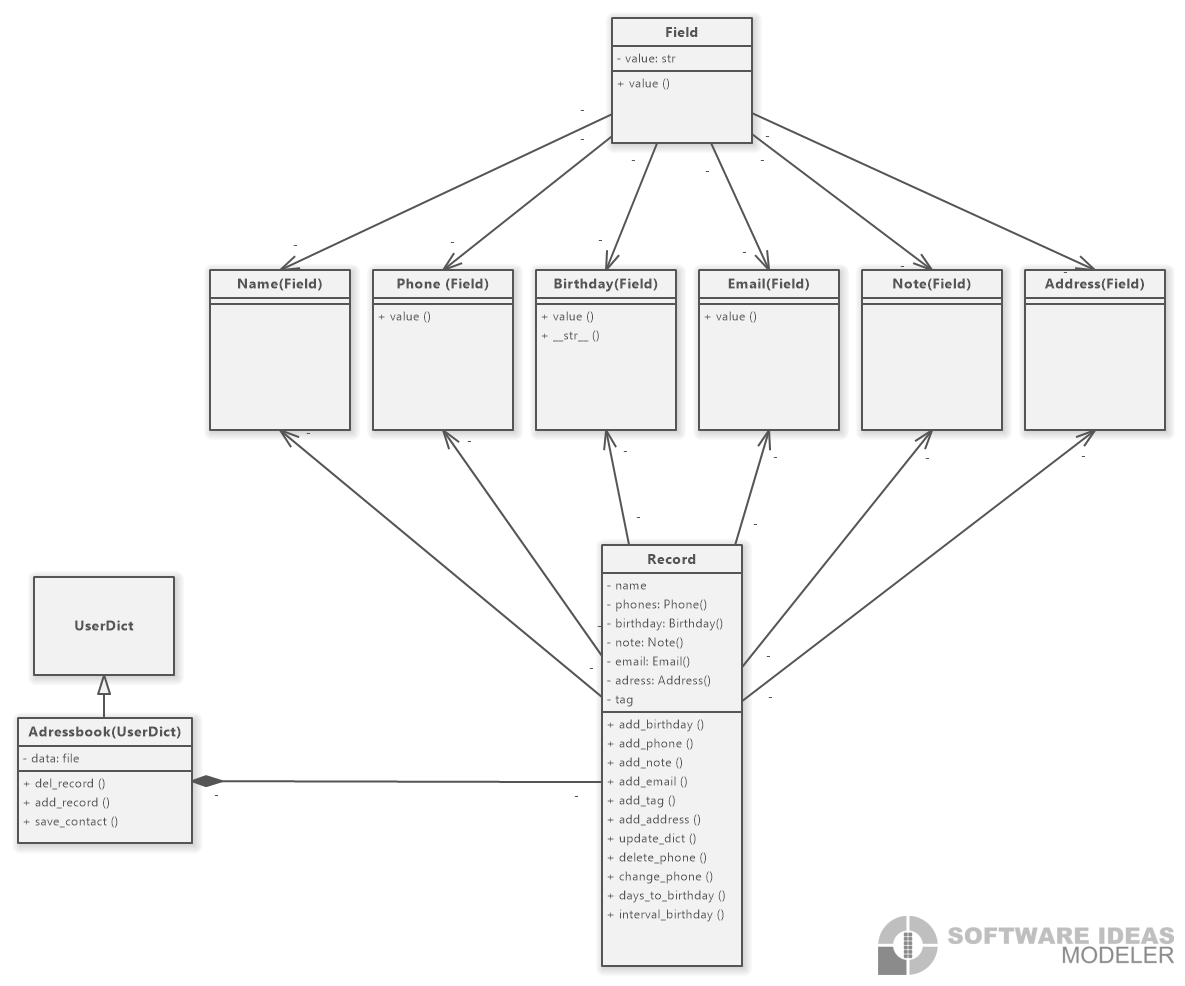 Field
- value: str
+ value ()
Name(Field)
Phone (Field)
+ value ()
Birthday(Field)
+ value ()
+ __str__ ()
Email(Field)
+ value ()
Note(Field)
Address(Field)
Record
- name
- phones: Phone()
- birthday: Birthday()
- note: Note()
- email: Email()
- adress: Address()
- tag
+ add_birthday ()
+ add_phone ()
+ add_note ()
+ add_email ()
+ add_tag ()
+ add_address ()
+ update_dict ()
+ delete_phone ()
+ change_phone ()
+ days_to_birthday ()
+ interval_birthday ()
UserDict
Adressbook(UserDict)
- data: file
+ del_record ()
+ add_record ()
+ save_contact ()
SOFTWARE IDEAS
MODELER